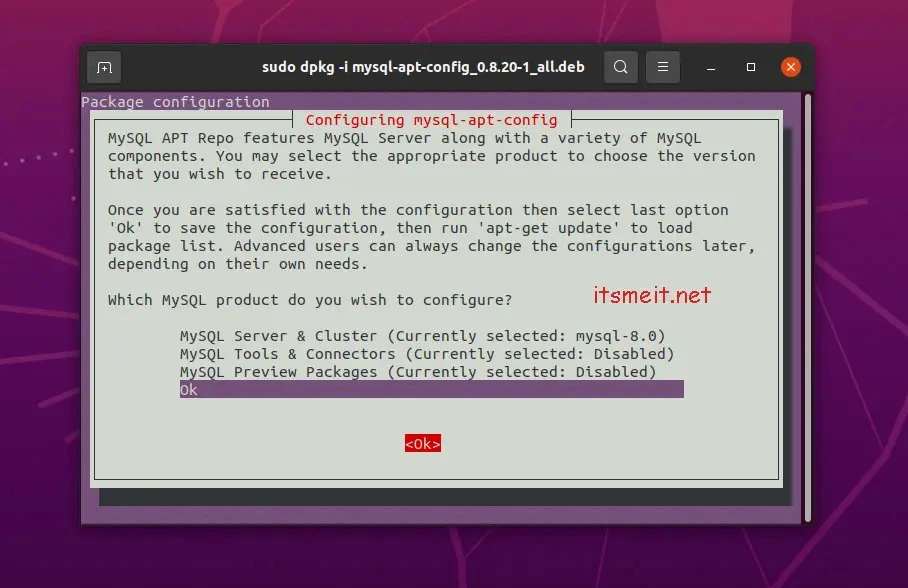 sudo dpkg -i mysql-apt-config_0.8.20-1_all.deb
Package configuration
Configuring mysql-apt-config
MySQL APT Repo features MySQL Server along with a variety of MySQL
components. You may select the appropriate product to choose the version
that you wish to receive.
Once you are satisfied with the configuration then select last option
'Ok' to save the configuration, then run 'apt-get update' to load
package list. Advanced users can always change the configurations later,
depending on their own needs.
Which MySQL product do you wish to configure?
itsmeit.net
MySQL Server & Cluster (Currently selected: mysql-8.0)
MySQL Tools & Connectors (Currently selected: Disabled)
MySQL Preview Packages (Currently selected: Disabled)
Ok
<Ok>